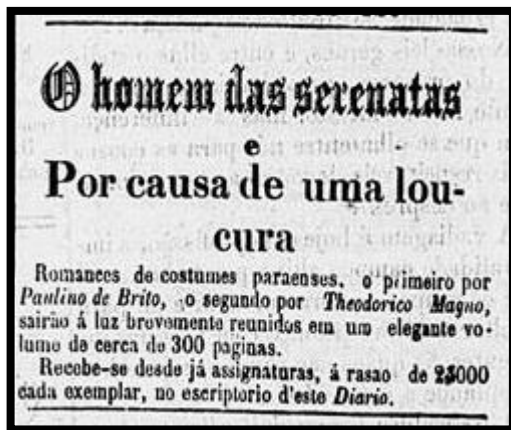 O homem das serenatas
e
Por causa de uma lou-
cura
Romances de costumes paraenses, o primeiro por
Paulino de Brito, o segundo por Theodorico Magno,
sairão á luz brevemente reunidos em um elegante vo-
lume de cerca de 300 paginas.
Recebe-se desde já assignaturas, á rasao de 2$000
cada exemplar, no escriptorio d'este Diario.